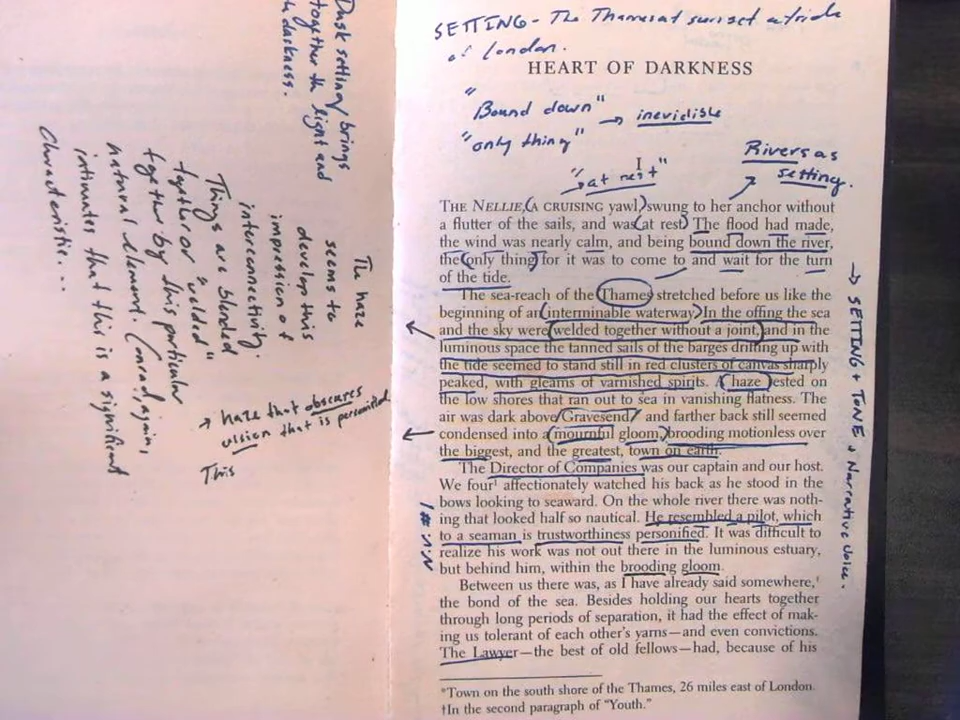 Dusk setting brings
together the light and
darkness.
The haze
seems to
develop this
impression of
interconnectivity.
Things are blended
together or "welded"
together by this particular
natural element. Conrad, again,
intimates that this is a significant
Characteristic...
→ haze that obscures
vision that is personified
This
SETTING - The Thames at sunset outside
of London.
HEART OF DARKNESS
"Bound down" → inevidible
"only thing"
"at rest"
I
Rivers as
setting.
THE NELLIE, (A CRUISING yawl) swung to her anchor without
a flutter of the sails, and was (at rest) The flood had made,
the wind was nearly calm, and being bound down the river,
the (only thing) for it was to come to and wait for the turn
of the tide.
The sea-reach of the Thames stretched before us like the
beginning of an (interminable waterway) In the offing the sea
and the sky were (welded together without a joint,) and in the
luminous space the tanned sails of the barges drifting up with
the tide seemed to stand still in red clusters of canvas sharply
peaked, with gleams of varnished spirits. A (haze) rested on
the low shores that ran out to sea in vanishing flatness. The
air was dark above (Gravesend,* and farther back still seemed
condensed into a (mournful gloom,) brooding motionless over
the biggest, and the greatest, town on earth.
The Director of Companies was our captain and our host.
We four¹ affectionately watched his back as he stood in the
bows looking to seaward. On the whole river there was noth-
ing that looked half so nautical. He resembled a pilot, which
to a seaman is trustworthiness personified. It was difficult to
realize his work was not out there in the luminous estuary,
but behind him, within the brooding gloom.
Between us there was, as I have already said somewhere,†
the bond of the sea. Besides holding our hearts together
through long periods of separation, it had the effect of mak-
ing us tolerant of each other's yarns—and even convictions.
The Lawyer—the best of old fellows—had, because of his
*Town on the south shore of the Thames, 26 miles east of London.
†In the second paragraph of "Youth."
→ SETTING + TONE → Narrative Voice.